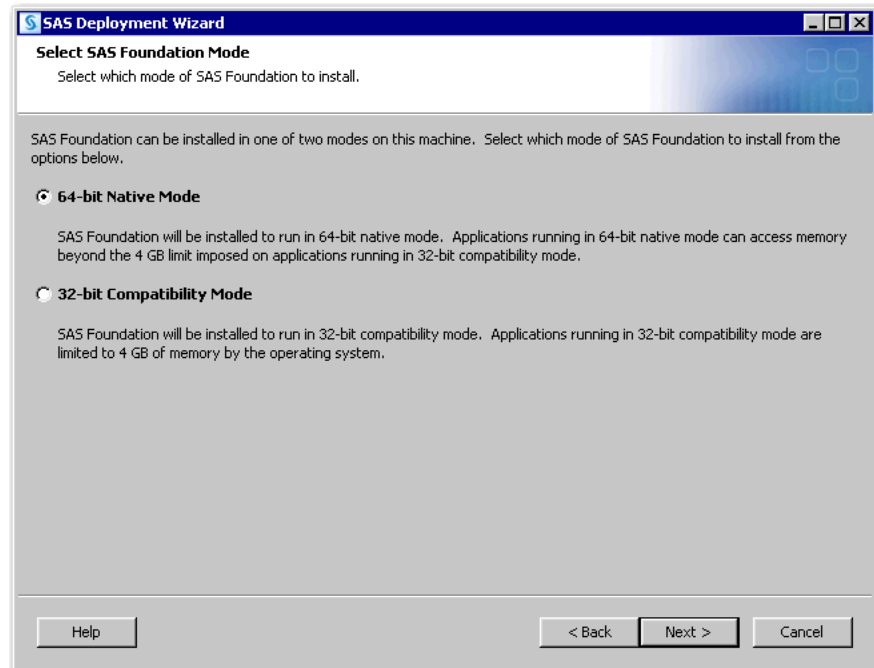 SAS Deployment Wizard
Select SAS Foundation Mode
Select which mode of SAS Foundation to install.
SAS Foundation can be installed in one of two modes on this machine.  Select which mode of SAS Foundation to install from the
options below.
64-bit Native Mode
SAS Foundation will be installed to run in 64-bit native mode.  Applications running in 64-bit native mode can access memory
beyond the 4 GB limit imposed on applications running in 32-bit compatibility mode.
32-bit Compatibility Mode
SAS Foundation will be installed to run in 32-bit compatibility mode.  Applications running in 32-bit compatibility mode are
limited to 4 GB of memory by the operating system.
Help
< Back
Next >
Cancel